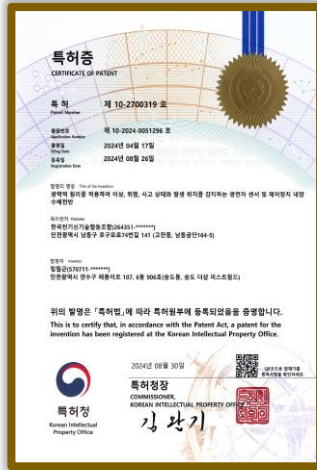 특허증
CERTIFICATE OF PATENT
특 허 제 10-2700319 호
Patent Number
출원번호 제 10-2024-0051296 호
Application Number
출원일 2024년 04월 17일
Filing Date
등록일 2024년 08월 26일
Registration Date
발명의 명칭 Title of the Invention
광학적 원리를 적용하여 이상, 위험, 사고 상태와 발생 위치를 감지하는 광전자 센서 및 제어장치 내장
수배전반
특허권자 Patentee
한국전기신기술협동조합(264351-*******)
인천광역시 남동구 호구포로74번길 141 (고잔동, 남동공단164-5)
발명자 Inventor
정필근(570711-*******)
인천광역시 연수구 해돋이로 107, 6동 906호(송도동, 송도 더샵 퍼스트월드)
위의 발명은 「특허법」에 따라 특허원부에 등록되었음을 증명합니다.
This is to certify that, in accordance with the Patent Act, a patent for the
invention has been registered at the Korean Intellectual Property Office.
2024년 08월 30일
특허청장
COMMISSIONER,
KOREAN INTELLECTUAL PROPERTY OFFICE
김 완 기
특허청
Korean Intellectual
Property Office